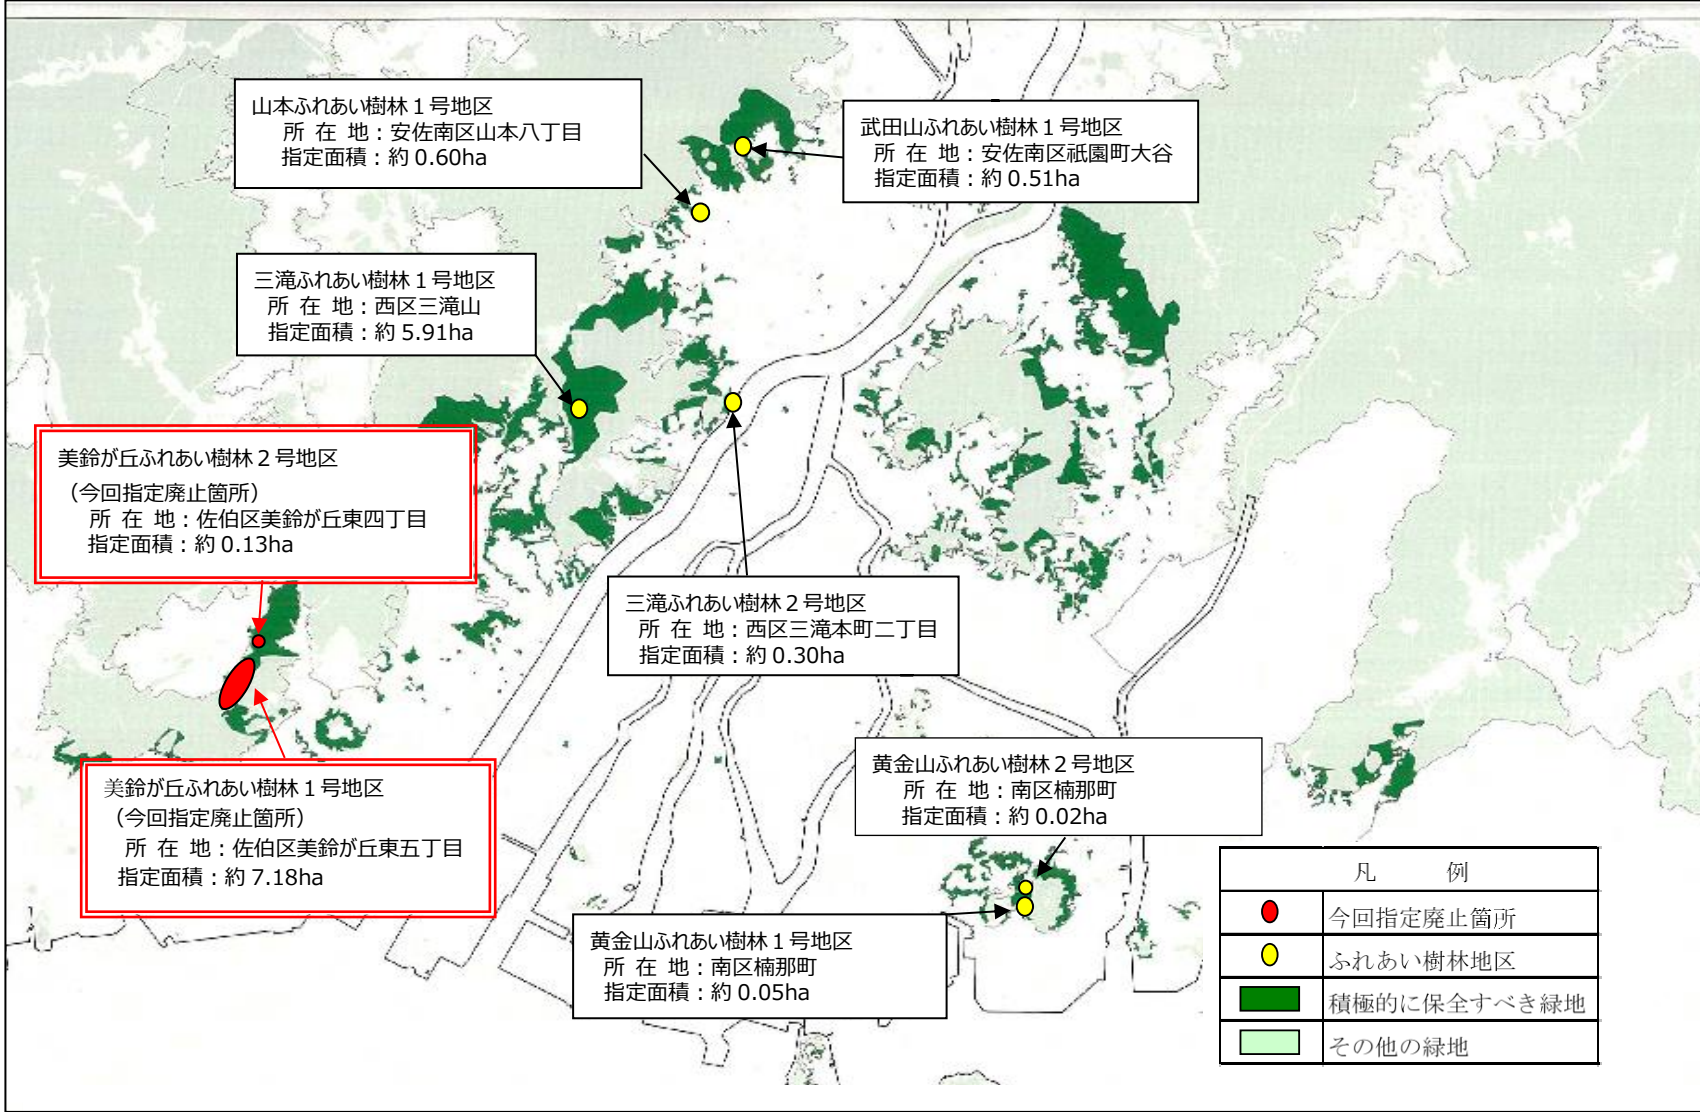 山本ふれあい樹林１号地区
所 在 地：安佐南区山本八丁目
指定面積：約 0.60ha
武田山ふれあい樹林１号地区
所 在 地：安佐南区祇園町大谷
指定面積：約 0.51ha
三滝ふれあい樹林１号地区
所 在 地：西区三滝山
指定面積：約 5.91ha
美鈴が丘ふれあい樹林２号地区
（今回指定廃止箇所）
所 在 地：佐伯区美鈴が丘東四丁目
指定面積：約 0.13ha
三滝ふれあい樹林２号地区
所 在 地：西区三滝本町二丁目
指定面積：約 0.30ha
美鈴が丘ふれあい樹林１号地区
（今回指定廃止箇所）
所 在 地：佐伯区美鈴が丘東五丁目
指定面積：約 7.18ha
黄金山ふれあい樹林２号地区
所 在 地：南区楠那町
指定面積：約 0.02ha
黄金山ふれあい樹林１号地区
所 在 地：南区楠那町
指定面積：約 0.05ha
凡　例
今回指定廃止箇所
ふれあい樹林地区
積極的に保全すべき緑地
その他の緑地